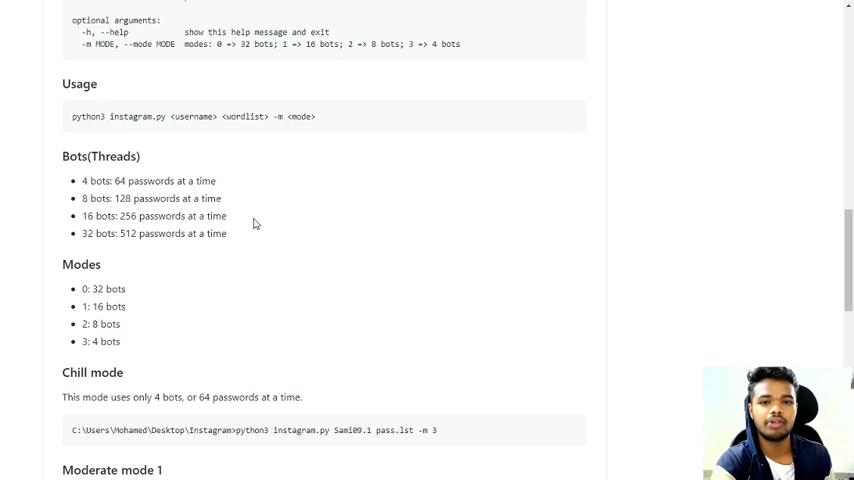 optional arguments:
-h, --help show this help message and exit
-m MODE, --mode MODE modes: 0 => 32 bots; 1 => 16 bots; 2 => 8 bots; 3 => 4 bots
Usage
python3 instagram.py <username> <wordlist> -m <mode>
Bots(Threads)
4 bots: 64 passwords at a time
8 bots: 128 passwords at a time
16 bots: 256 passwords at a time
32 bots: 512 passwords at a time
Modes
0: 32 bots
1: 16 bots
2: 8 bots
3: 4 bots
Chill mode
This mode uses only 4 bots, or 64 passwords at a time.
C:\Users\Mohamed\Desktop\Instagram>python3 instagram.py Sami09.1 pass.lst -m 3
Moderate mode 1